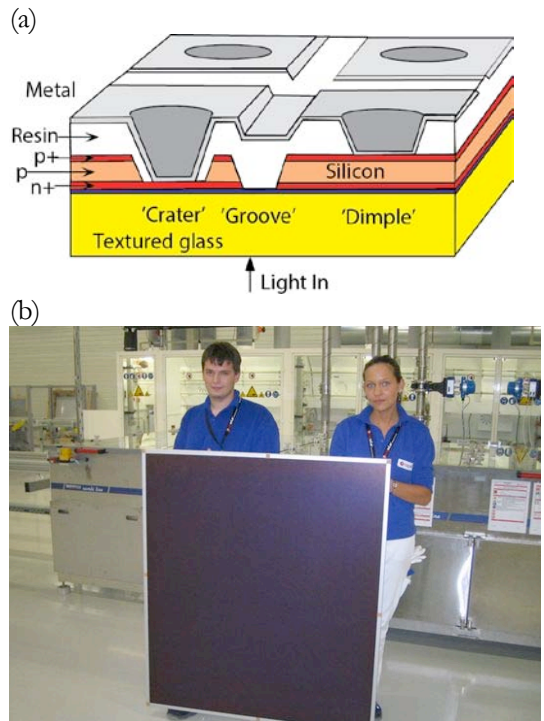 (a)
Metal
Resin
p+
p
n+
Silicon
'Crater' 'Groove' 'Dimple'
Textured glass
Light In
(b)